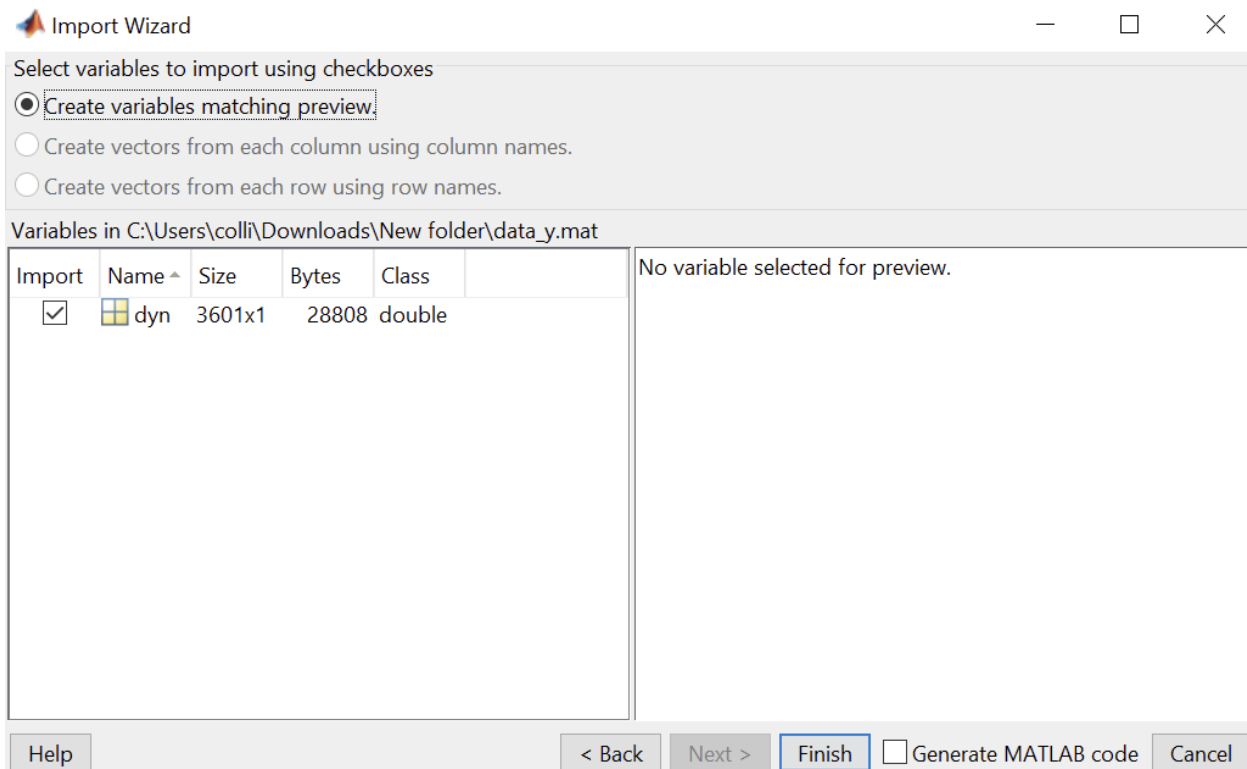 Import Wizard
Select variables to import using checkboxes
Create variables matching preview.
Create vectors from each column using column names.
Create vectors from each row using row names.
Variables in C:\Users\colli\Downloads\New folder\data_y.mat
Import Name Size Bytes Class
dyn 3601x1 28808 double
No variable selected for preview.
Help < Back Next > Finish Generate MATLAB code Cancel